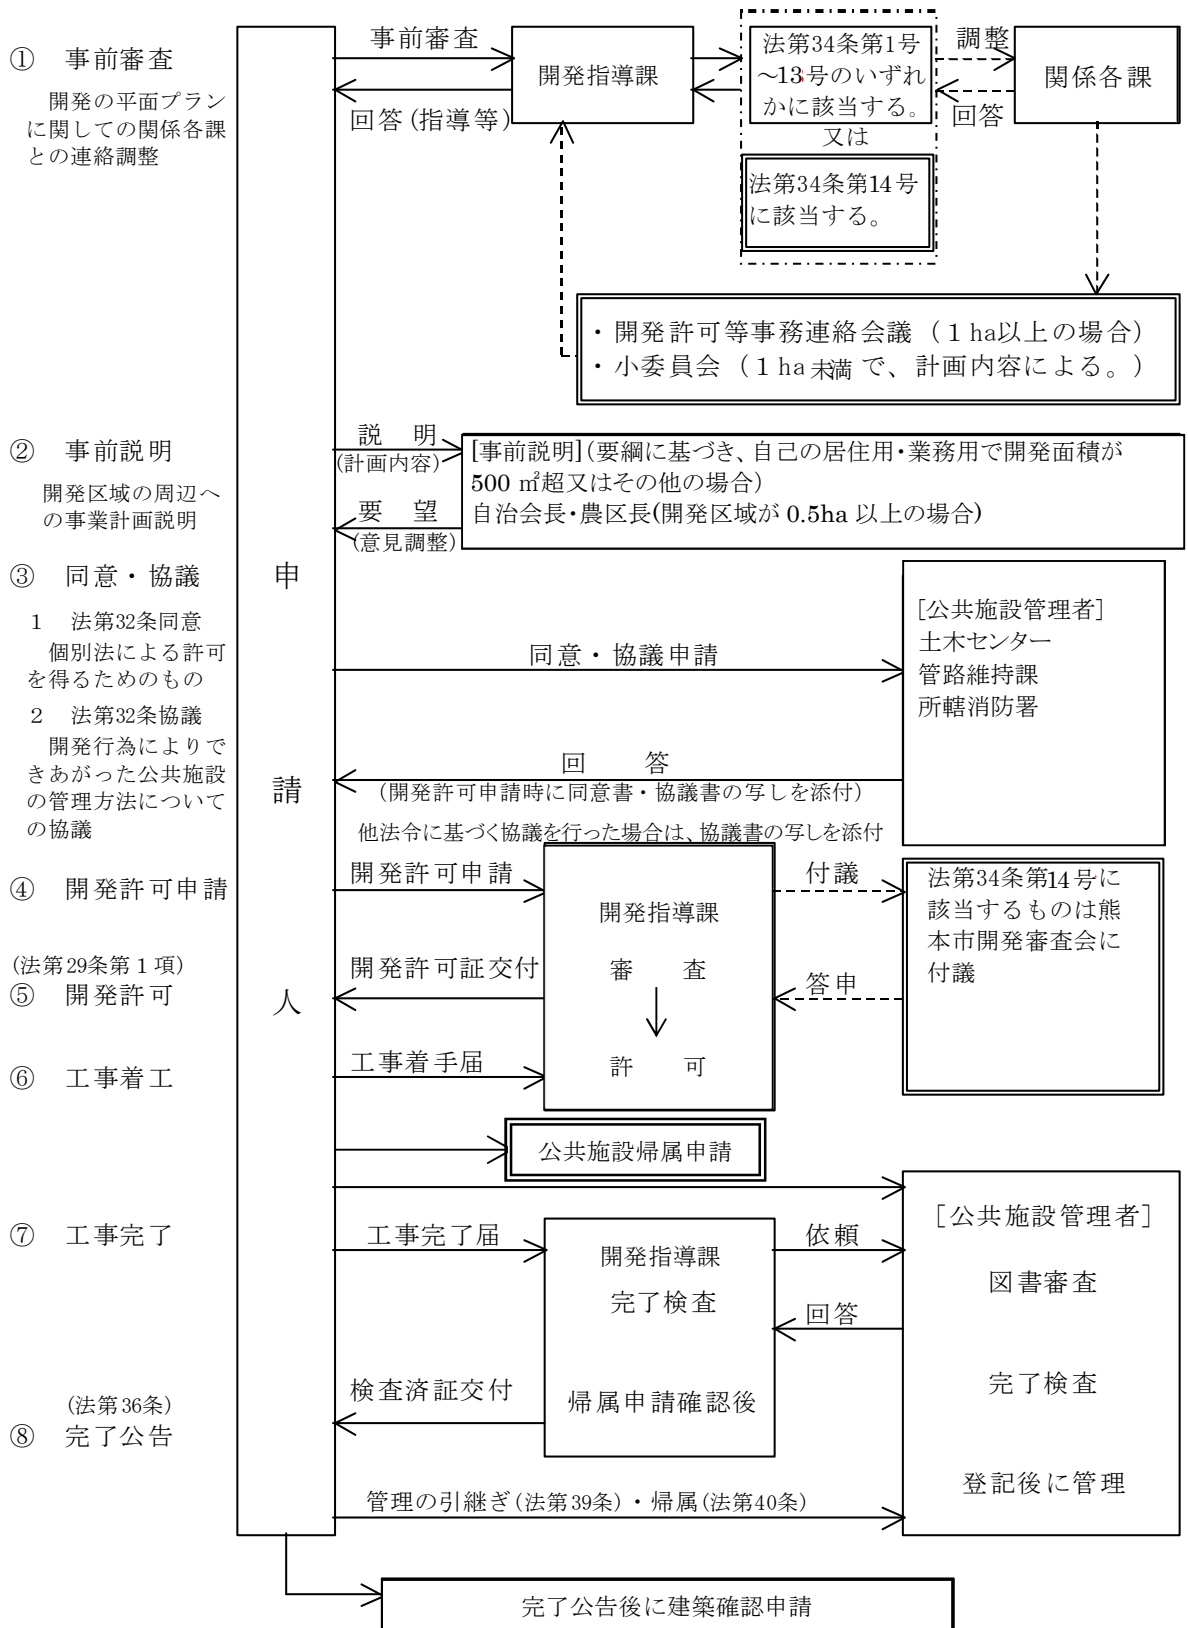 ① 事前審査
開発の平面プラン
に関しての関係各課
との連絡調整
事前審査
回答(指導等)
開発指導課
法第34条第1号
～13号のいずれ
かに該当する。
又は
法第34条第14号
に該当する。
調整
回答
関係各課
・開発許可等事務連絡会議（１ha以上の場合）
・小委員会（１ha未満で、計画内容による。）
② 事前説明
開発区域の周辺へ
の事業計画説明
説 明
(計画内容)
要 望
(意見調整)
[事前説明](要綱に基づき、自己の居住用・業務用で開発面積が
500 ㎡超又はその他の場合)
自治会長・農区長(開発区域が 0.5ha 以上の場合)
申
請
人
③ 同意・協議
１ 法第32条同意
個別法による許可
を得るためのもの
２ 法第32条協議
開発行為によりで
きあがった公共施設
の管理方法について
の協議
同意・協議申請
回 答
(開発許可申請時に同意書・協議書の写しを添付)
他法令に基づく協議を行った場合は、協議書の写しを添付
[公共施設管理者]
土木センター
管路維持課
所轄消防署
④ 開発許可申請
(法第29条第１項)
⑤ 開発許可
⑥ 工事着工
開発許可申請
開発許可証交付
工事着手届
開発指導課
審 査
許 可
付議
答申
法第34条第14号に
該当するものは熊
本市開発審査会に
付議
公共施設帰属申請
⑦ 工事完了
工事完了届
開発指導課
完了検査
帰属申請確認後
依頼
回答
[公共施設管理者]
図書審査
完了検査
登記後に管理
(法第36条)
⑧ 完了公告
検査済証交付
管理の引継ぎ(法第39条)・帰属(法第40条)
完了公告後に建築確認申請